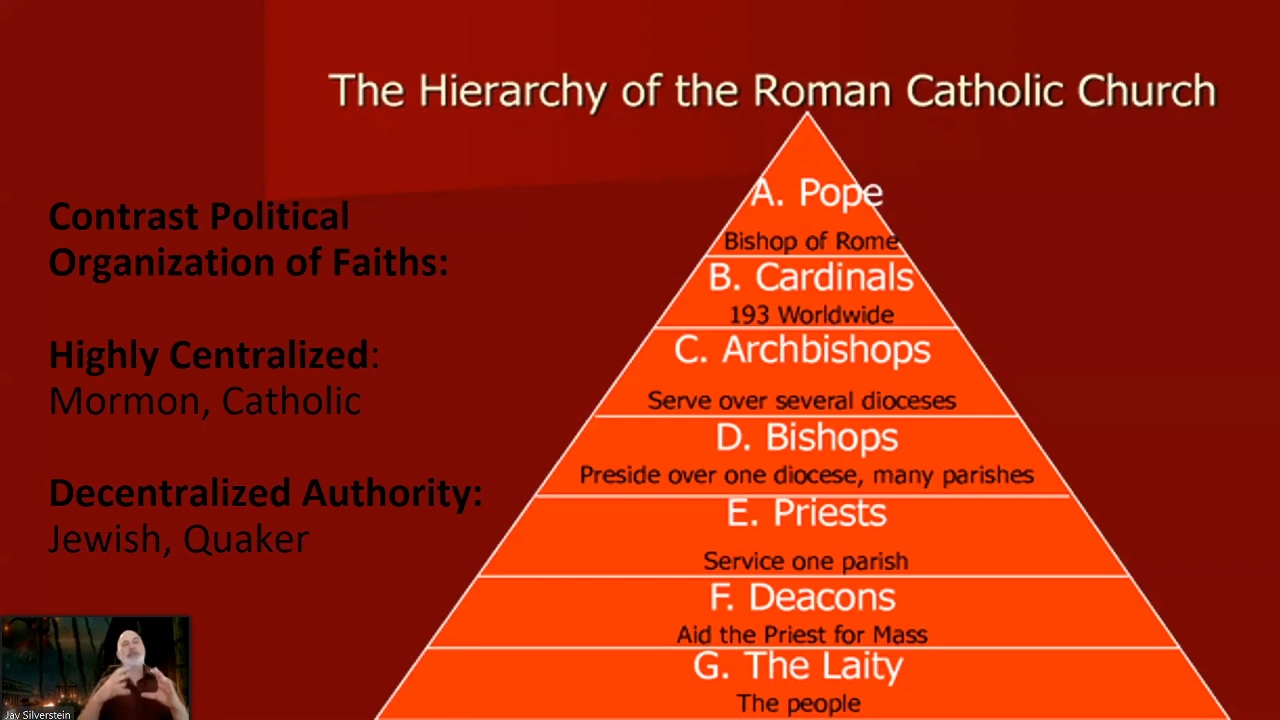 The Hierarchy of the Roman Catholic Church
Contrast Political
Organization of Faiths:
Highly Centralized:
Mormon, Catholic
Decentralized Authority:
Jewish, Quaker
A. Pope
Bishop of Rome
B. Cardinals
193 Worldwide
C. Archbishops
Serve over several dioceses
D. Bishops
Preside over one diocese, many parishes
E. Priests
Service one parish
F. Deacons
Aid the Priest for Mass
G. The Laity
The people
Jay Silverstein